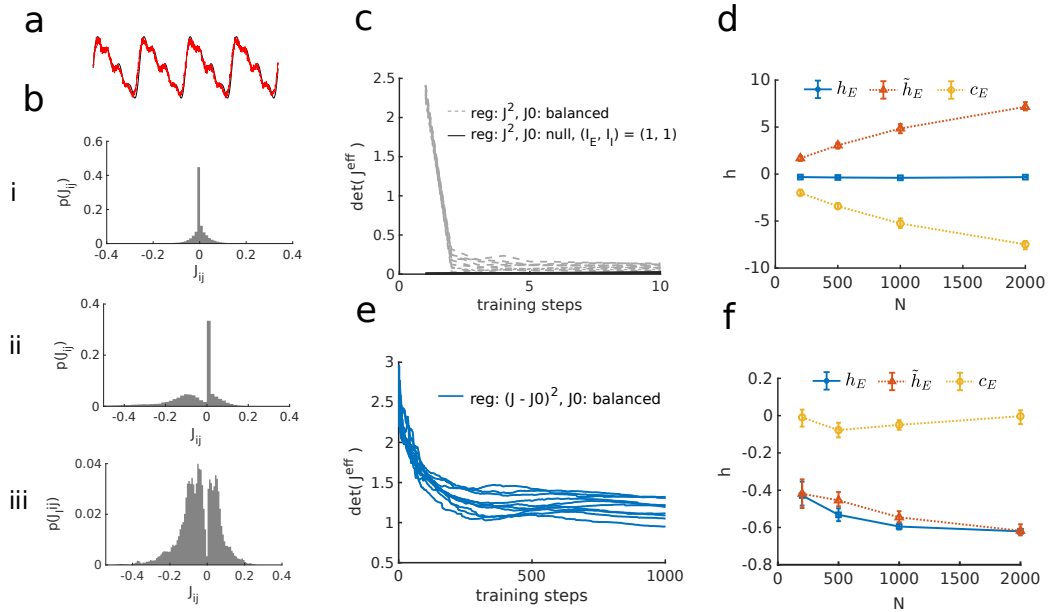 a
b
i
0.4
0.2
0
p(J_ij)
-0.4 -0.2 0 0.2 0.4
J_ij
ii
0.4
0.2
0
p(J_ij)
-0.4 -0.2 0 0.2 0.4
J_ij
iii
0.04
0.02
0
p(J_|ij)
-0.4 -0.2 0 0.2 0.4
J_ij
c
2.5
2
1.5
1
0.5
0
det(J^eff)
reg: J^2, J0: balanced
reg: J^2, J0: null, (I_E, I_I) = (1, 1)
0 5 10
training steps
e
3
2.5
2
1.5
1
0.5
det(J^eff)
reg: (J - J0)^2, J0: balanced
0 500 1000
training steps
d
10
5
0
-5
-10
h
h_E h̃_E c_E
0 500 1000 1500 2000
N
f
0.2
0
-0.2
-0.4
-0.6
-0.8
h
h_E h̃_E c_E
0 500 1000 1500 2000
N